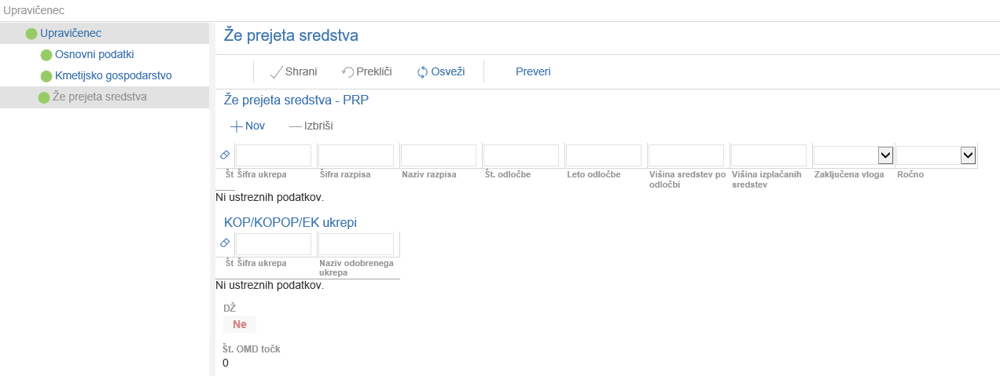 Upravičenec
Upravičenec
Osnovni podatki
Kmetijsko gospodarstvo
Že prejeta sredstva
Že prejeta sredstva
Shrani Prekliči Osveži Preveri
Že prejeta sredstva - PRP
Nov Izbriši
Št Šifra ukrepa Šifra razpisa Naziv razpisa Št. odločbe Leto odločbe Višina sredstev po Višina izplačanih Zaključena vloga Ročno
odločbi sredstev
Ni ustreznih podatkov.
KOP/KOPOP/EK ukrepi
Št Šifra ukrepa Naziv odobrenega
ukrepa
Ni ustreznih podatkov.
DŽ
Ne
Št. OMD točk
0